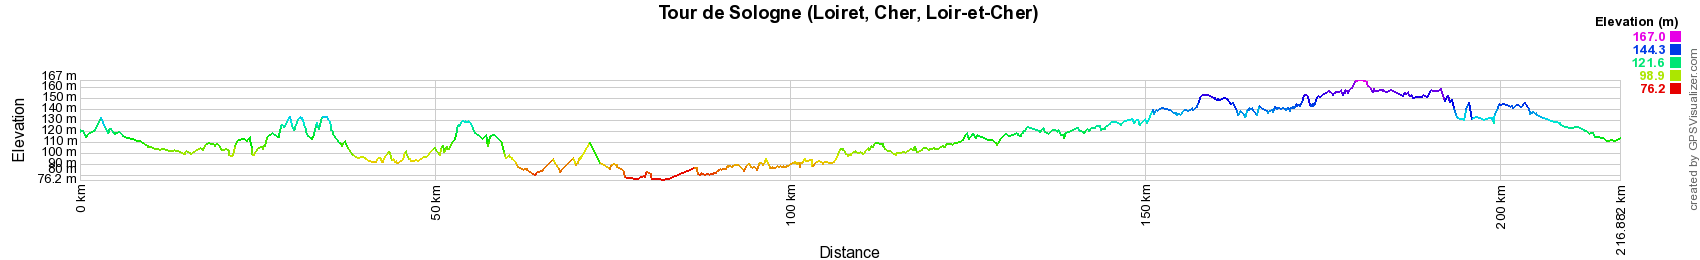 Tour de Sologne (Loiret, Cher, Loir-et-Cher)
Elevation (m)
167.0
144.3
121.6
98.9
76.2
167 m
160 m
150 m
140 m
130 m
120 m
110 m
100 m
90 m
80 m
76.2 m
Elevation
0 km
50 km
100 km
150 km
200 km
216.882 km
Distance
created by GPSVisualizer.com